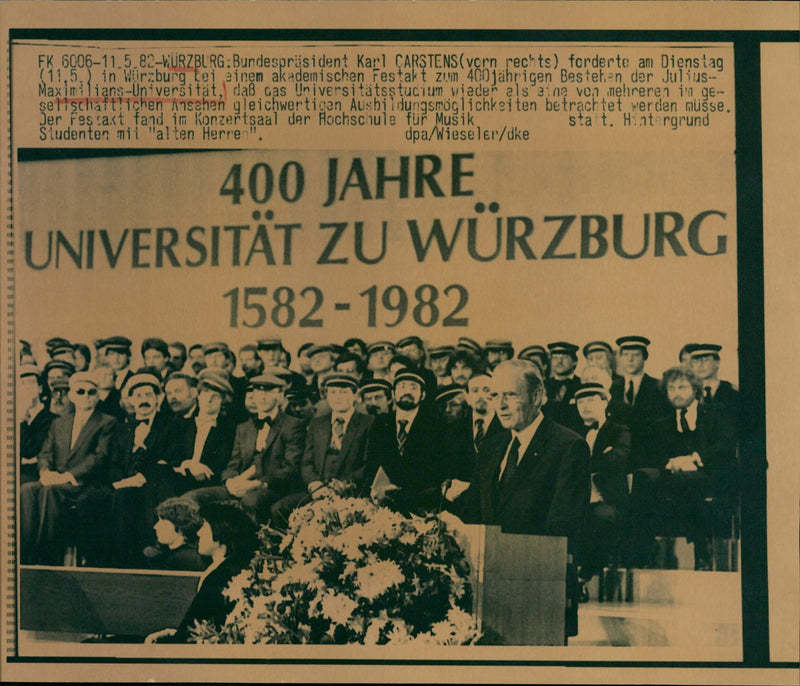 FK 6006-11.5.82-WÜRZBURG:Bundespräsident Karl CARSTENS(vorn rechts) forderte am Dienstag
(11.5.) in Würzburg bei einem akademischen Festakt zum 400jährigen Bestehen der Julius-
Maximilians-Universität, daß das Universitätsstudium wieder als eine von mehreren in ge-
sellschaftlichen Ansehen gleichwertigen Ausbildungsmöglichkeiten betrachtet werden müsse.
Der Festakt fand im Konzertsaal der Hochschule für Musik statt. Hintergrund
Studenten mit "alten Herren". dpa/Wieseler/dke
400 JAHRE
UNIVERSITÄT ZU WÜRZBURG
1582-1982